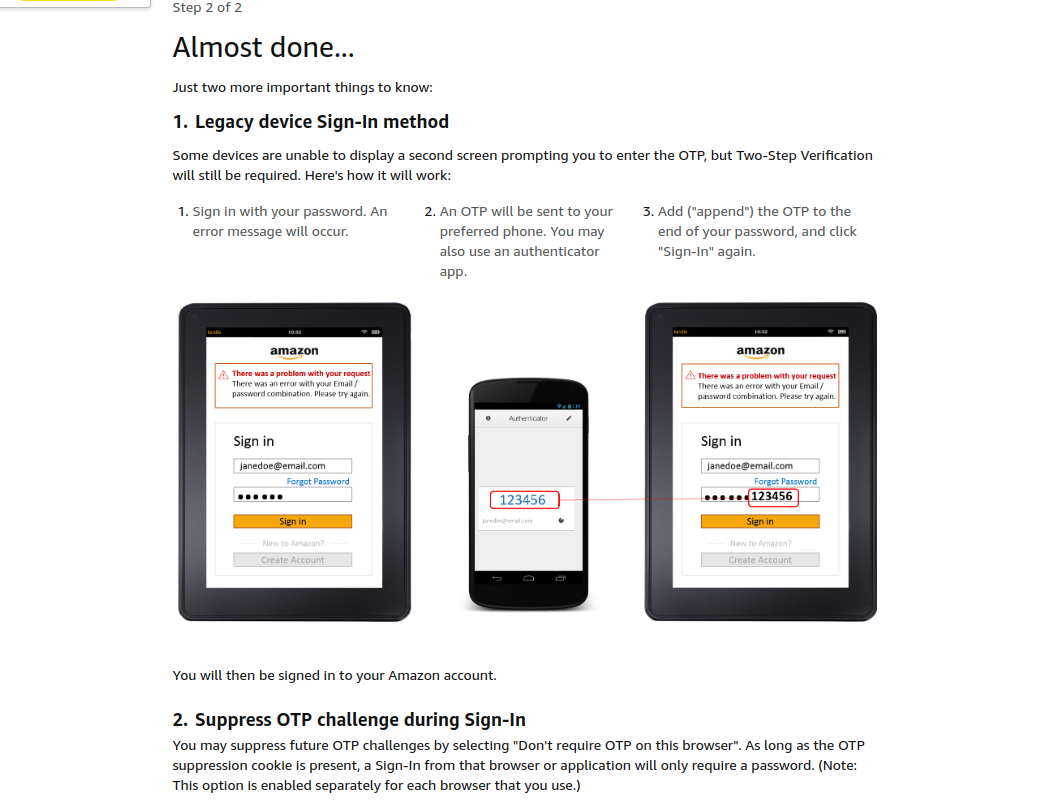 Step 2 of 2
Almost done...
Just two more important things to know:
1. Legacy device Sign-In method
Some devices are unable to display a second screen prompting you to enter the OTP, but Two-Step Verification
will still be required. Here's how it will work:
1. Sign in with your password. An
error message will occur.
2. An OTP will be sent to your
preferred phone. You may
also use an authenticator
app.
3. Add ("append") the OTP to the
end of your password, and click
"Sign-In" again.
kindle 10:32
amazon
There was a problem with your request
There was an error with your Email /
password combination. Please try again.
Sign in
janedoe@email.com
Forgot Password
Sign in
New to Amazon?
Create Account
Authenticator
123456
janedoe@email.com
kindle 10:32
amazon
There was a problem with your request
There was an error with your Email /
password combination. Please try again.
Sign in
janedoe@email.com
Forgot Password
123456
Sign in
New to Amazon?
Create Account
You will then be signed in to your Amazon account.
2. Suppress OTP challenge during Sign-In
You may suppress future OTP challenges by selecting "Don't require OTP on this browser". As long as the OTP
suppression cookie is present, a Sign-In from that browser or application will only require a password. (Note:
This option is enabled separately for each browser that you use.)